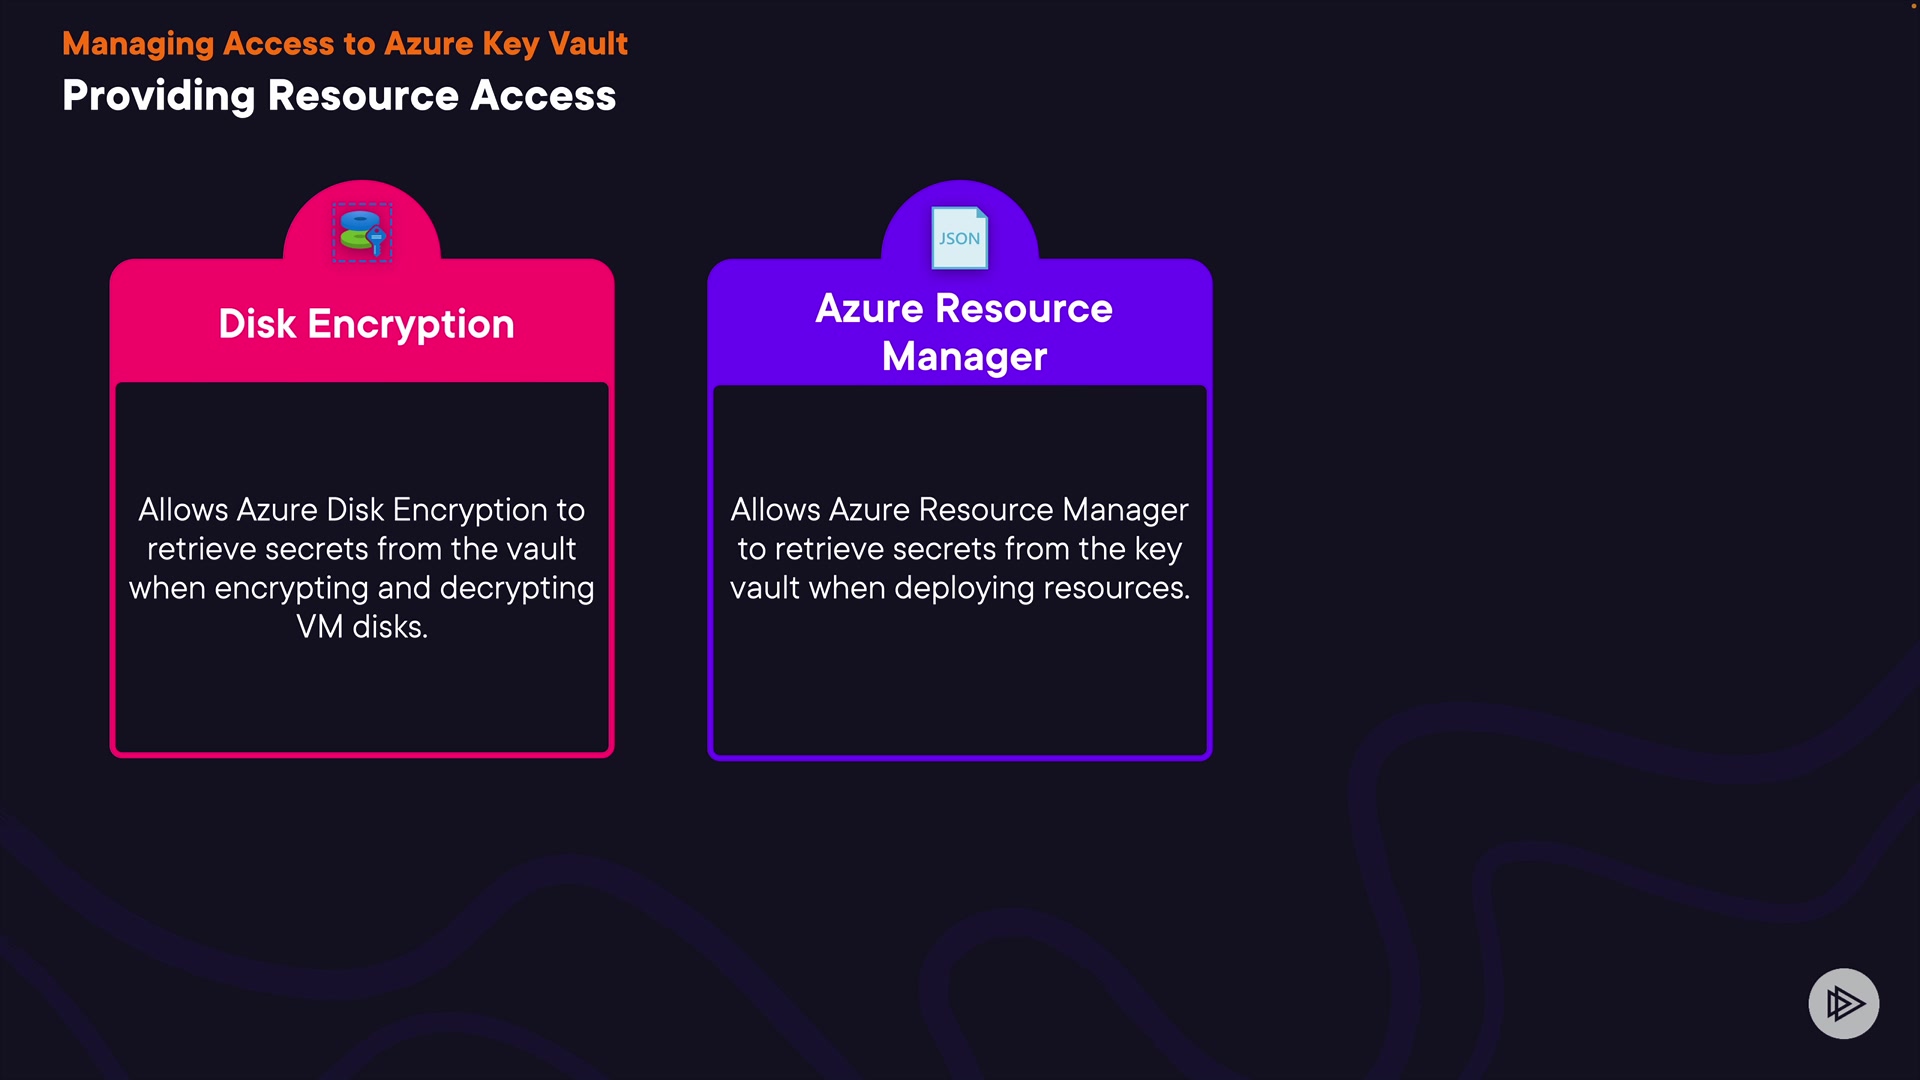 Managing Access to Azure Key Vault
Providing Resource Access
Disk Encryption
Allows Azure Disk Encryption to
retrieve secrets from the vault
when encrypting and decrypting
VM disks.
JSON
Azure Resource
Manager
Allows Azure Resource Manager
to retrieve secrets from the key
vault when deploying resources.